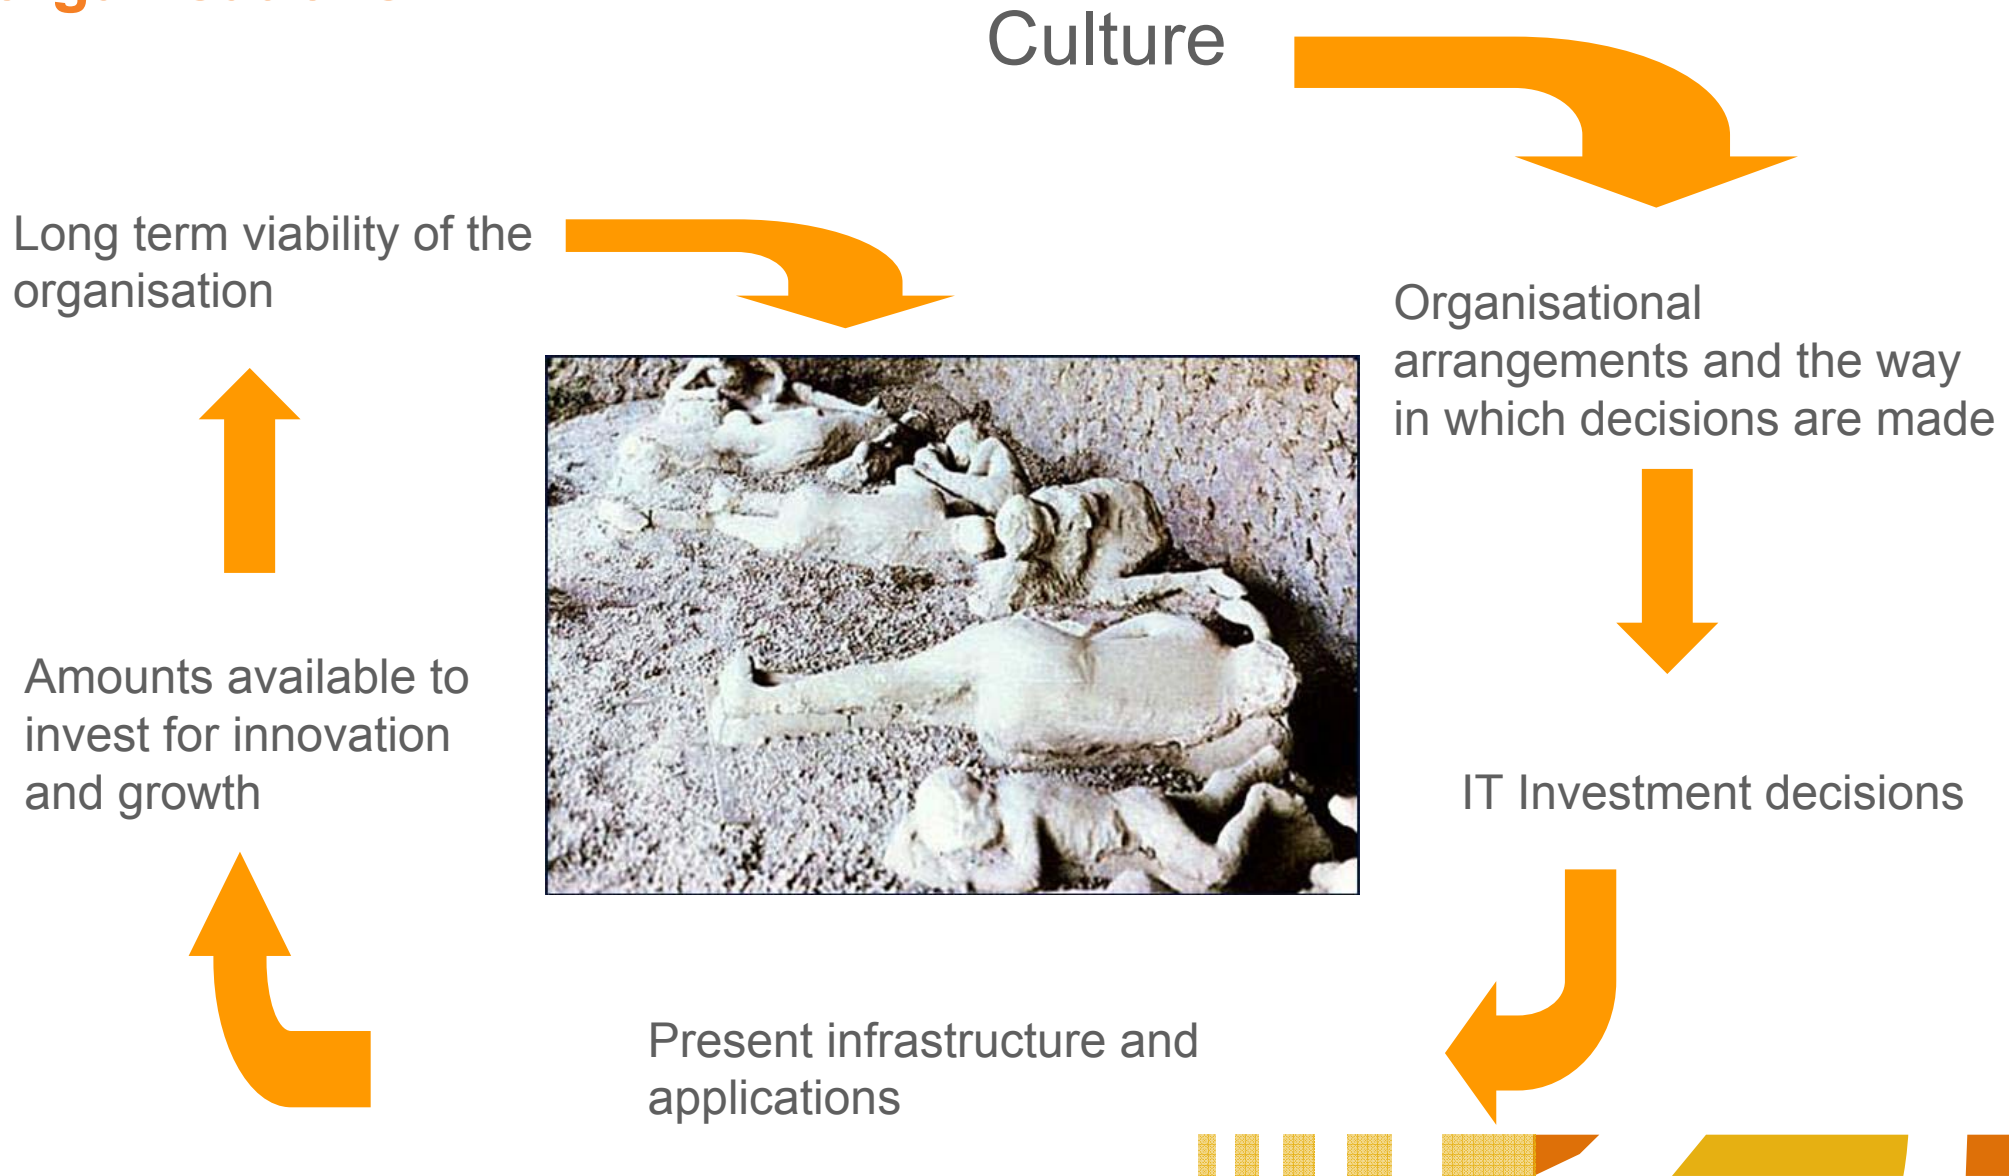 Culture
Long term viability of the
organisation
Organisational
arrangements and the way
in which decisions are made
Amounts available to
invest for innovation
and growth
IT Investment decisions
Present infrastructure and
applications